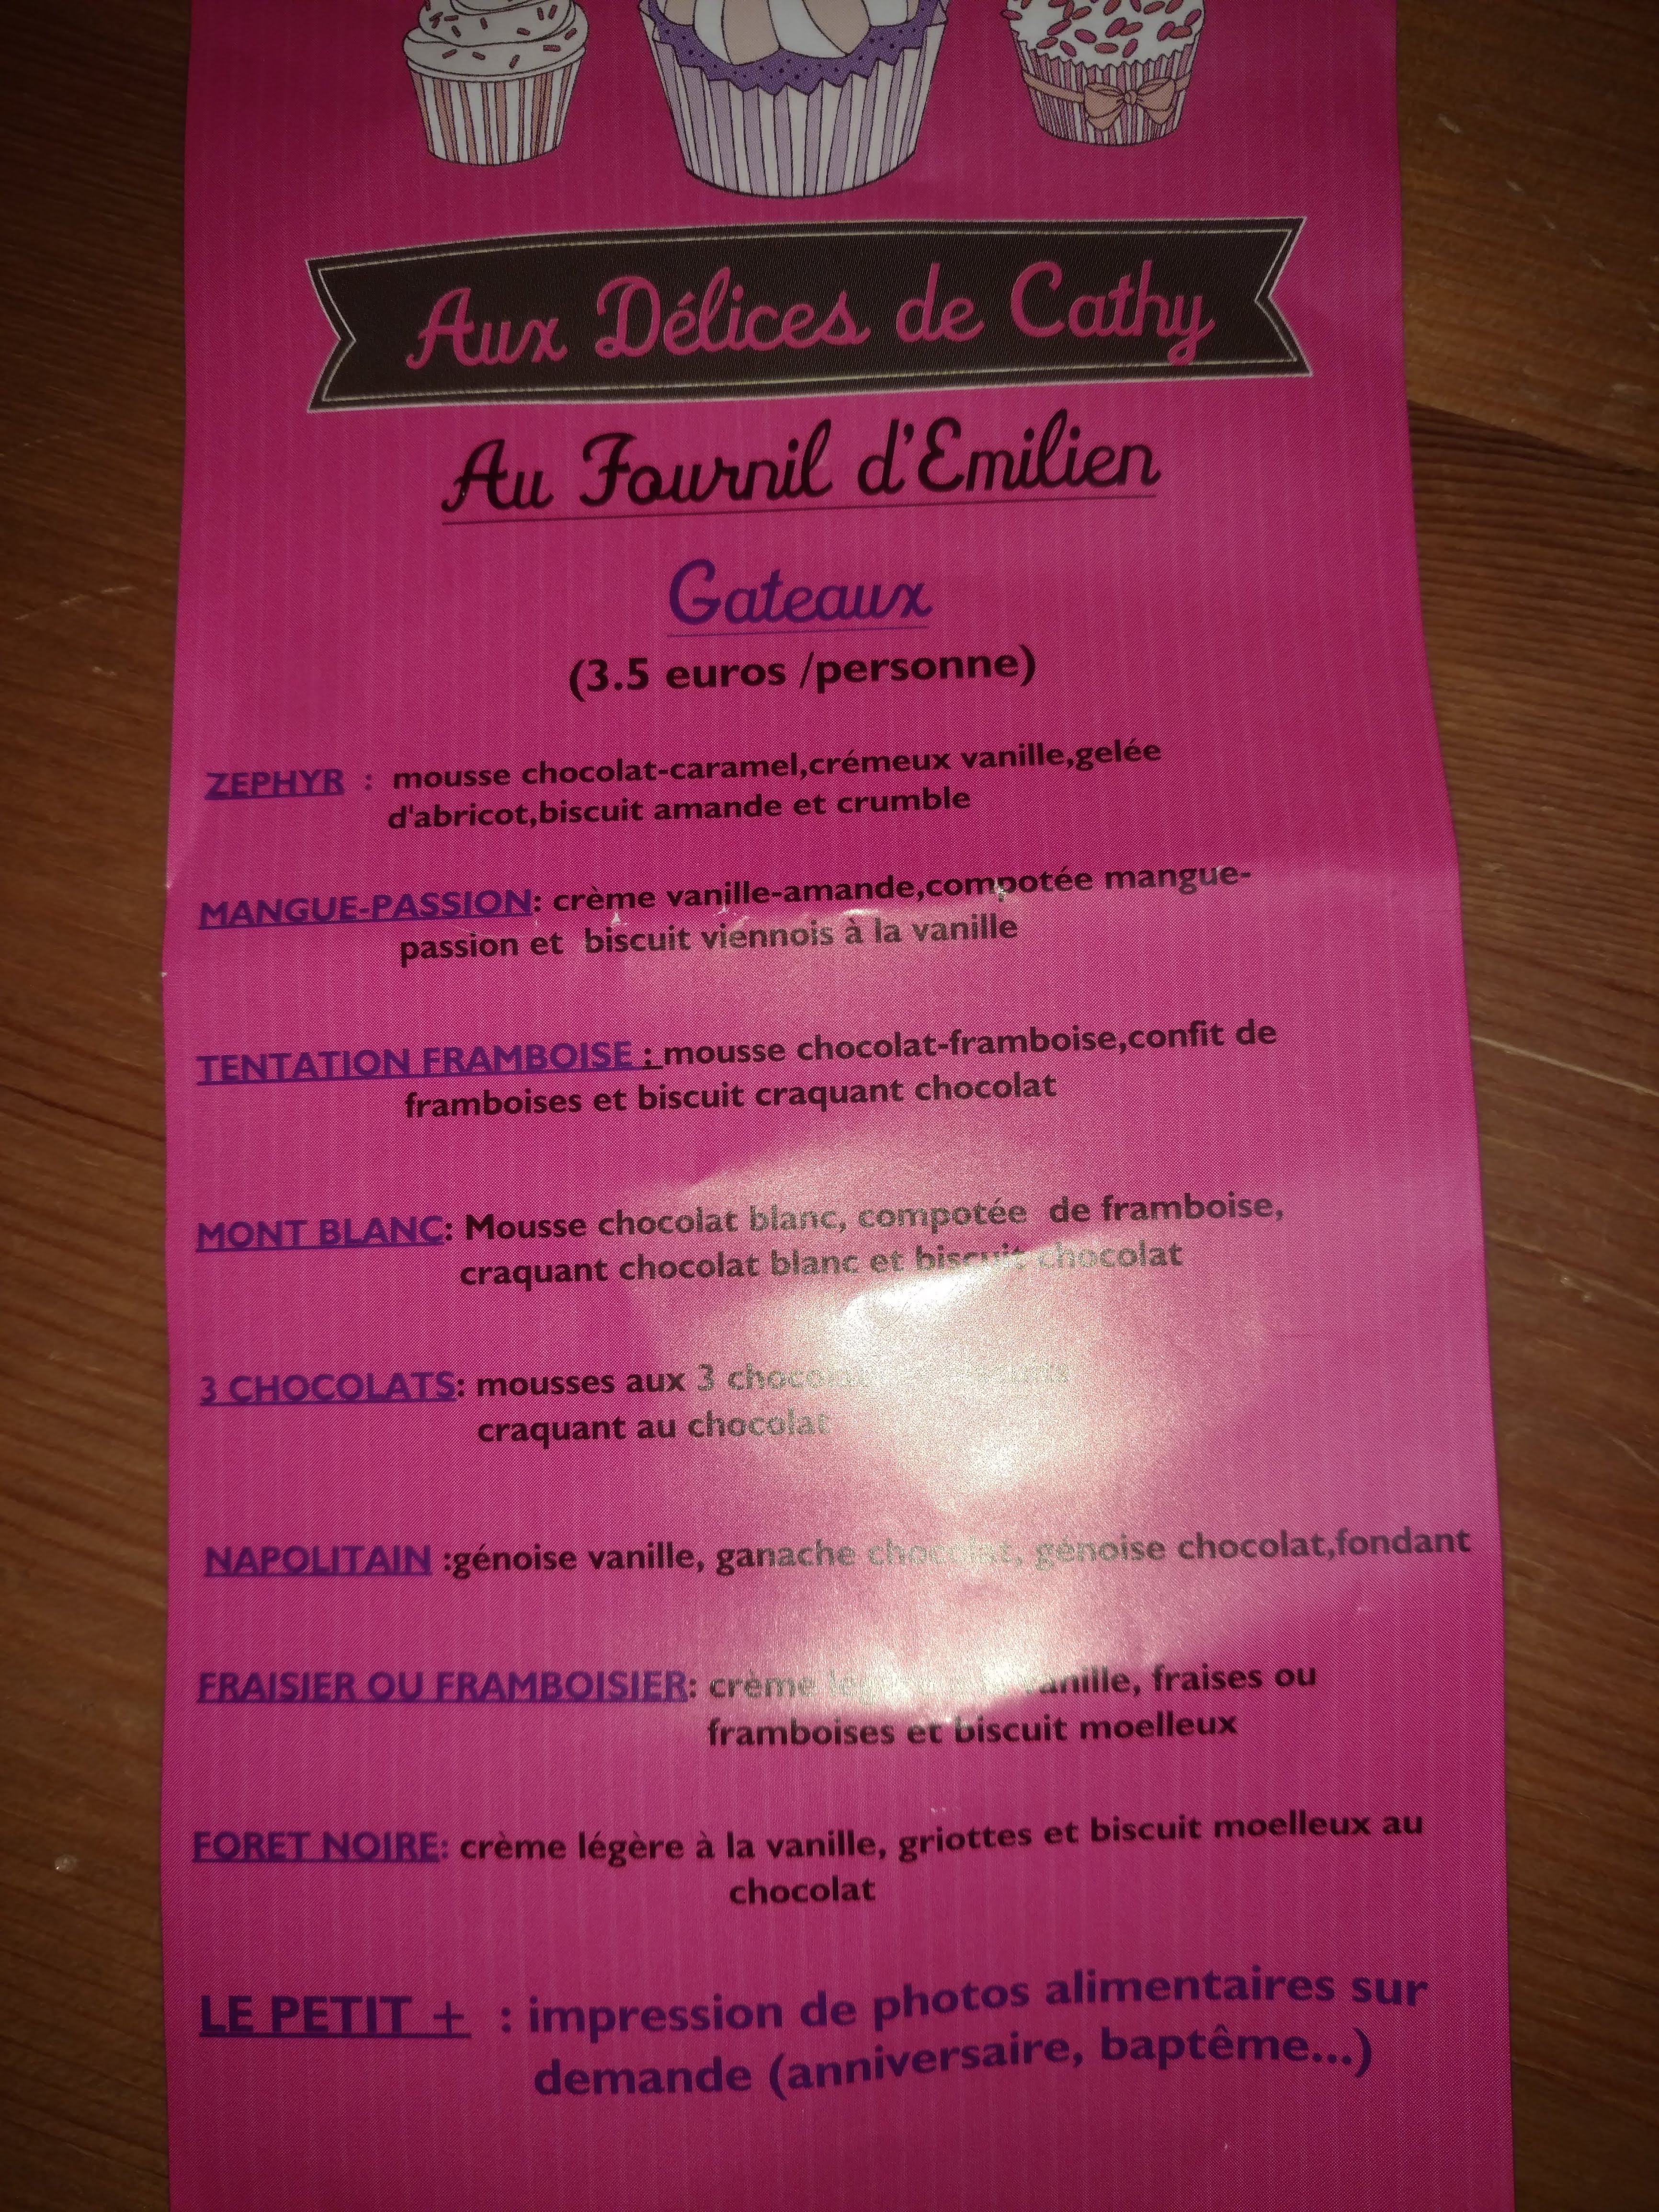 Aux Délices de Cathy
Au Fournil d'Emilien
Gateaux
(3.5 euros /personne)
ZEPHYR : mousse chocolat-caramel,crémeux vanille,gelée
d'abricot,biscuit amande et crumble
MANGUE-PASSION: crème vanille-amande,compotée mangue-
passion et biscuit viennois à la vanille
TENTATION FRAMBOISE : mousse chocolat-framboise,confit de
framboises et biscuit craquant chocolat
MONT BLANC: Mousse chocolat blanc, compotée de framboise,
craquant chocolat blanc et biscuit chocolat
3 CHOCOLATS: mousses aux 3
craquant au chocolat
NAPOLITAIN :génoise vanille, ganache chocolat, génoise chocolat,fondant
FRAISIER OU FRAMBOISIER: crème vanille, fraises ou
framboises et biscuit moelleux
FORET NOIRE: crème légère à la vanille, griottes et biscuit moelleux au
chocolat
LE PETIT + : impression de photos alimentaires sur
demande (anniversaire, baptême...)